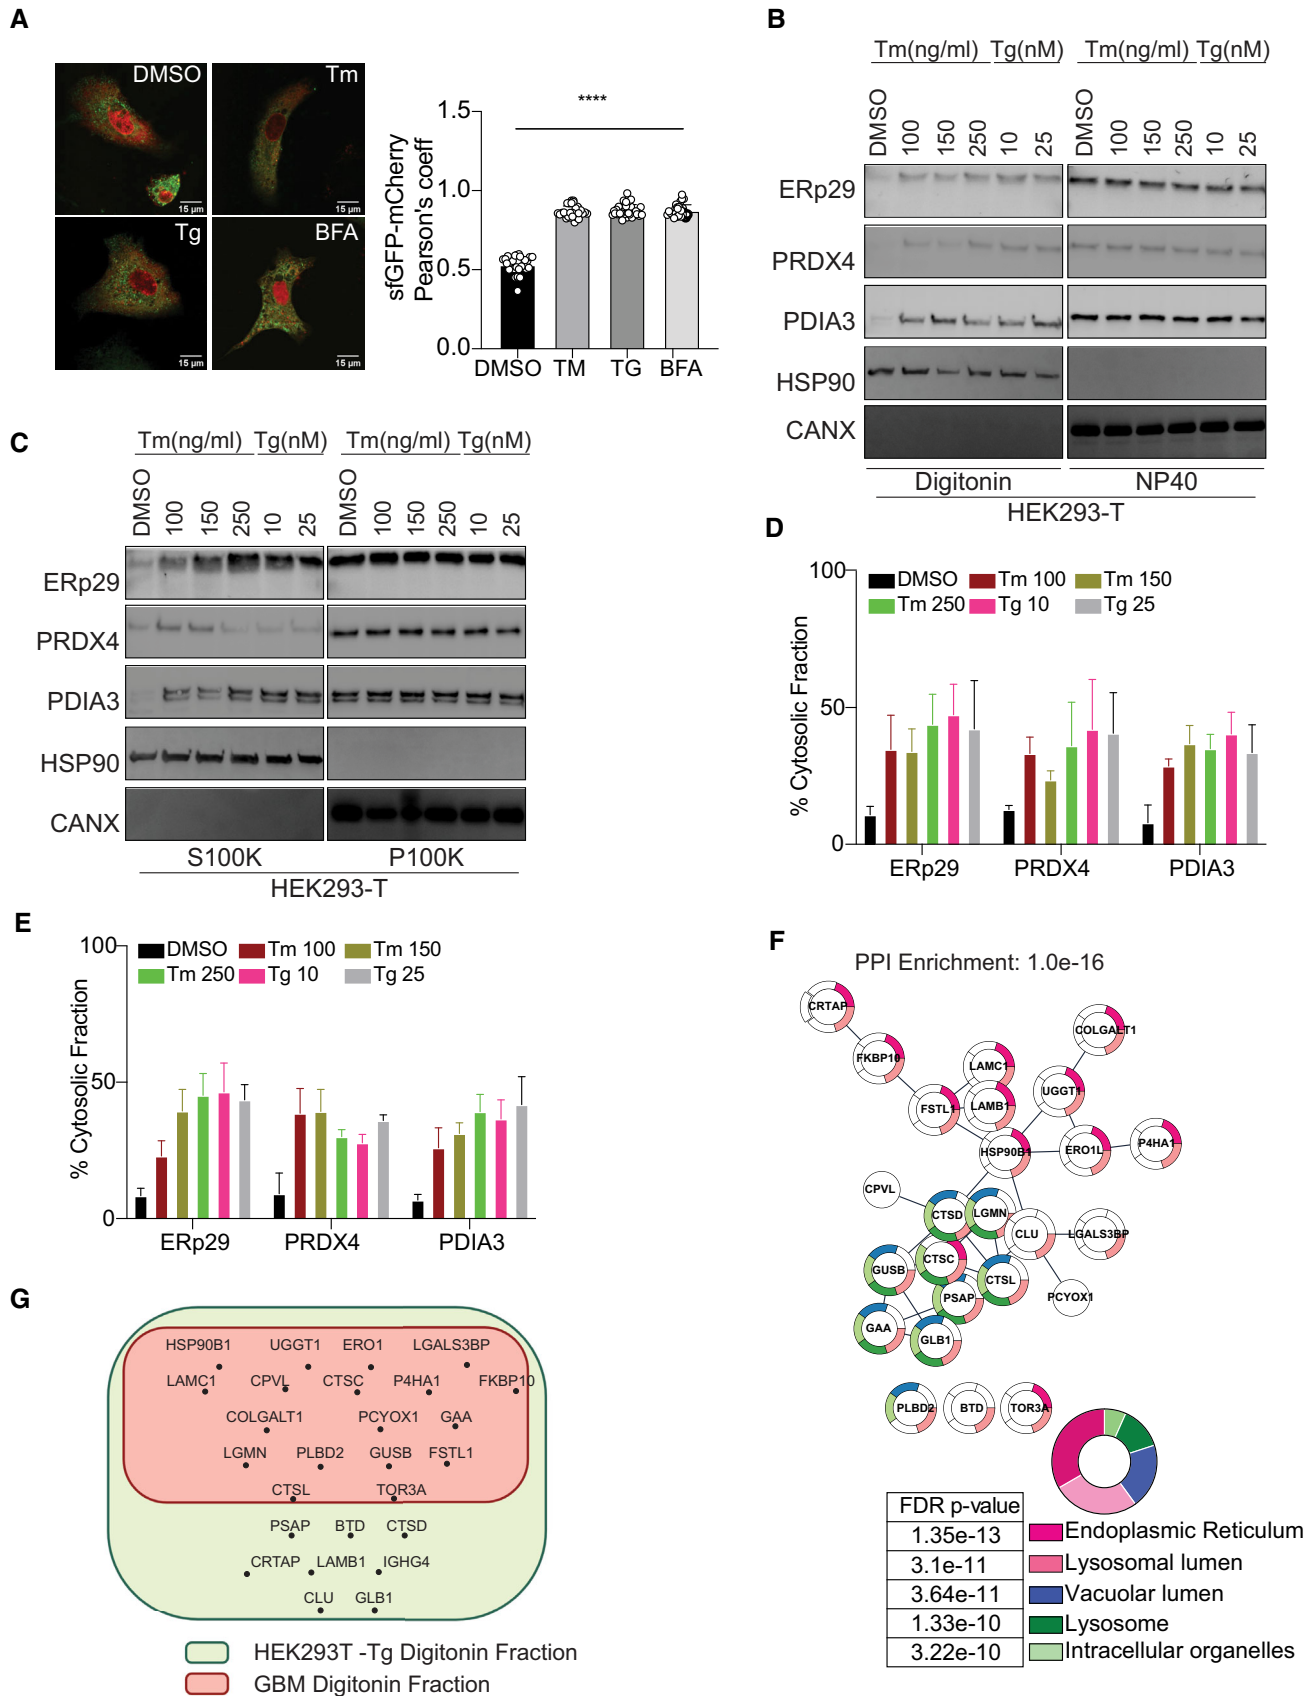 A
DMSO
Tm
15 µm
15 µm
Tg
BFA
15 µm
15 µm
sfGFP-mCherry
Pearson's coeff
1.5
1.0
0.5
0.0
****
DMSO TM TG BFA
B
Tm(ng/ml) Tg(nM) Tm(ng/ml) Tg(nM)
DMSO 100 150 250 10 25 DMSO 100 150 250 10 25
ERp29
PRDX4
PDIA3
HSP90
CANX
Digitonin NP40
HEK293-T
C
Tm(ng/ml) Tg(nM) Tm(ng/ml) Tg(nM)
DMSO 100 150 250 10 25 DMSO 100 150 250 10 25
ERp29
PRDX4
PDIA3
HSP90
CANX
S100K P100K
HEK293-T
D
% Cytosolic Fraction
100
50
0
DMSO Tm 100 Tm 150
Tm 250 Tg 10 Tg 25
ERp29 PRDX4 PDIA3
E
% Cytosolic Fraction
100
50
0
DMSO Tm 100 Tm 150
Tm 250 Tg 10 Tg 25
ERp29 PRDX4 PDIA3
F
PPI Enrichment: 1.0e-16
CRTAP
COLGALT1
FKBP10
LAMC1
UGGT1
FSTL1
LAMB1
P4HA1
HSP90B1
ERO1L
CPVL
CTSD
LGMN
CLU
LGALS3BP
GUSB
CTSC
CTSL
PSAP
PCYOX1
GAA
GLB1
PLBD2
BTD
TOR3A
FDR p-value
1.35e-13 Endoplasmic Reticulum
3.1e-11 Lysosomal lumen
3.64e-11 Vacuolar lumen
1.33e-10 Lysosome
3.22e-10 Intracellular organelles
G
HSP90B1 UGGT1 ERO1 LGALS3BP
LAMC1 CPVL CTSC P4HA1 FKBP10
COLGALT1 PCYOX1 GAA
LGMN PLBD2 GUSB FSTL1
CTSL TOR3A
PSAP BTD CTSD
CRTAP LAMB1 IGHG4
CLU GLB1
HEK293T -Tg Digitonin Fraction
GBM Digitonin Fraction